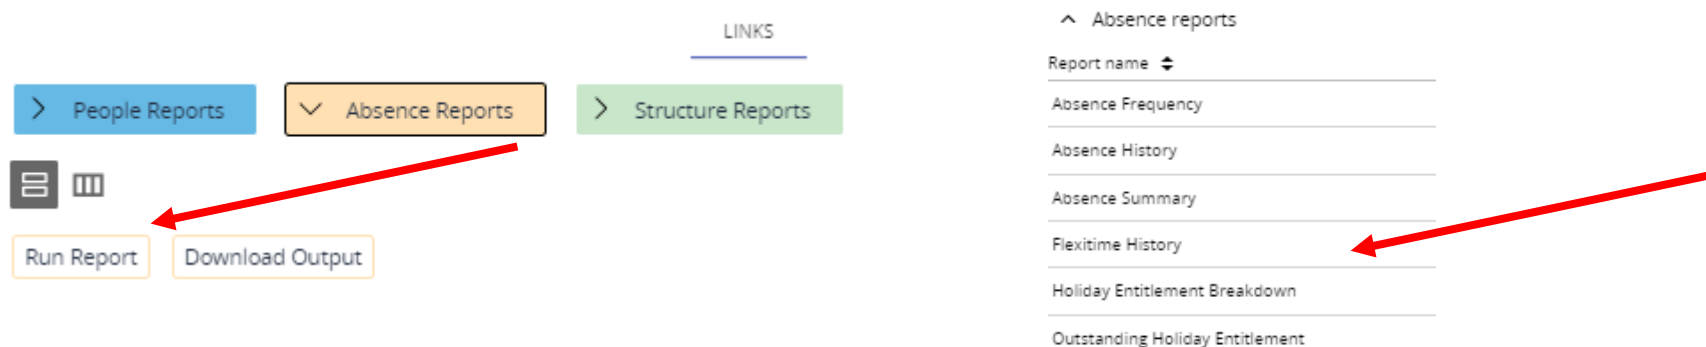 LINKS
People Reports
Absence Reports
Structure Reports
Run Report
Download Output
Absence reports
Report name
Absence Frequency
Absence History
Absence Summary
Flexitime History
Holiday Entitlement Breakdown
Outstanding Holiday Entitlement